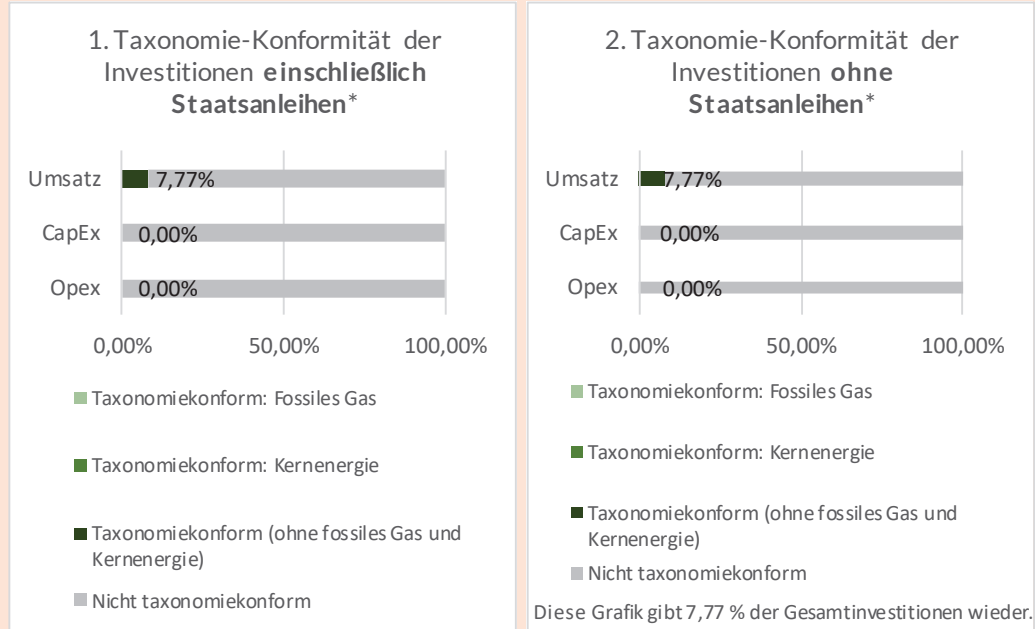 1. Taxonomie-Konformität der
Investitionen einschließlich
Staatsanleihen*
Umsatz
7,77%
CapEx
0,00%
Opex
0,00%
0,00%
50,00%
100,00%
Taxonomiekonform: Fossiles Gas
Taxonomiekonform: Kernenergie
Taxonomiekonform (ohne fossiles Gas und
Kernenergie)
Nicht taxonomiekonform
2. Taxonomie-Konformität der
Investitionen ohne
Staatsanleihen*
Umsatz
7,77%
CapEx
0,00%
Opex
0,00%
0,00%
50,00%
100,00%
Taxonomiekonform: Fossiles Gas
Taxonomiekonform: Kernenergie
Taxonomiekonform (ohne fossiles Gas und
Kernenergie)
Nicht taxonomiekonform
Diese Grafik gibt 7,77 % der Gesamtinvestitionen wieder.